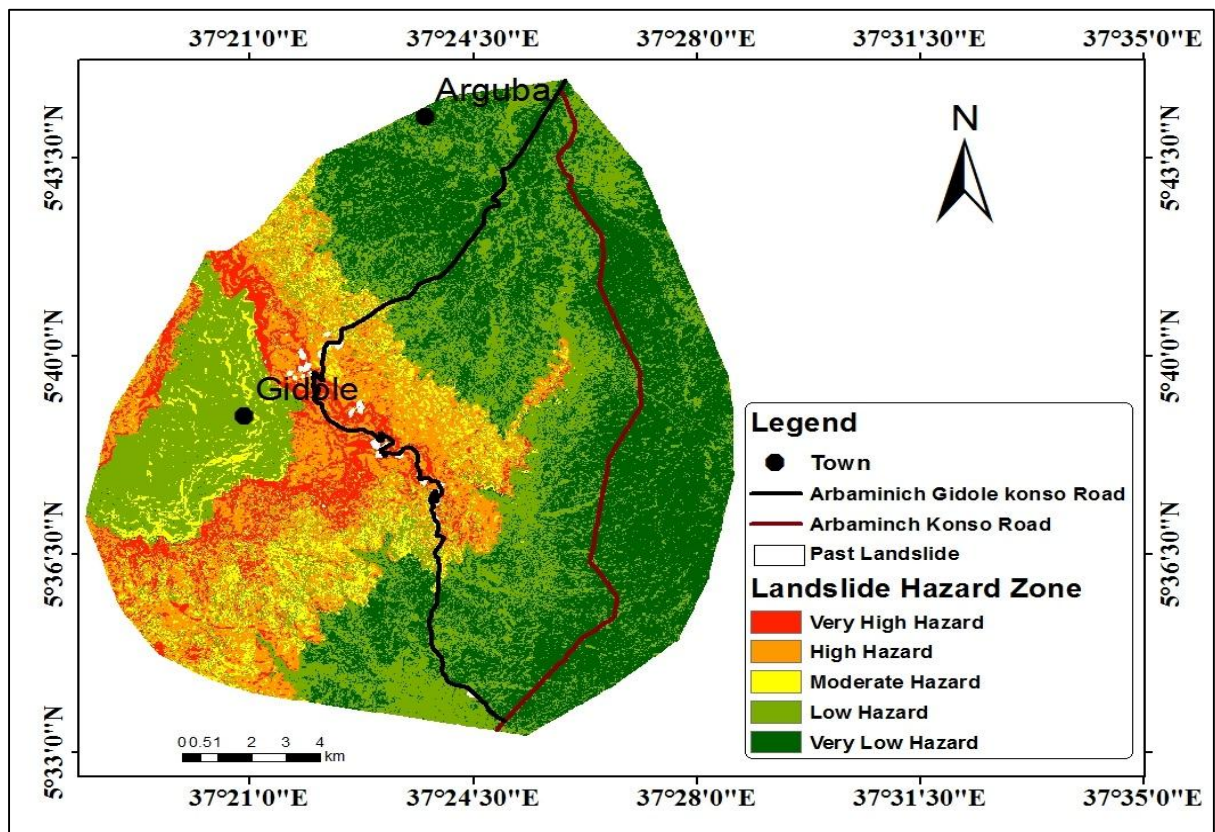 37°21'0"E 37°24'30"E 37°28'0"E 37°31'30"E 37°35'0"E
Arguba
N
5°43'30"N 5°43'30"N
5°40'0"N 5°40'0"N
Gidole
Legend
Town
Arbaminich Gidole konso Road
Arbaminch Konso Road
Past Landslide
5°36'30"N 5°36'30"N
Landslide Hazard Zone
Very High Hazard
High Hazard
Moderate Hazard
Low Hazard
Very Low Hazard
0 0.5 1 2 3 4
km
5°33'0"N 5°33'0"N
37°21'0"E 37°24'30"E 37°28'0"E 37°31'30"E 37°35'0"E